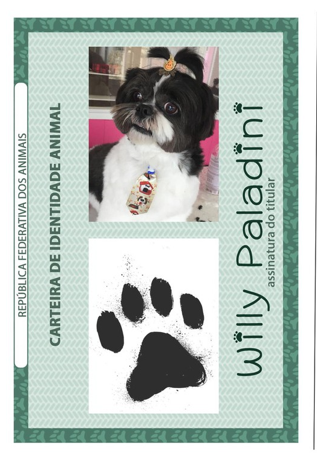 REPÚBLICA FEDERATIVA DOS ANIMAIS
CARTEIRA DE IDENTIDADE ANIMAL
Willy Paladini
assinatura do titular